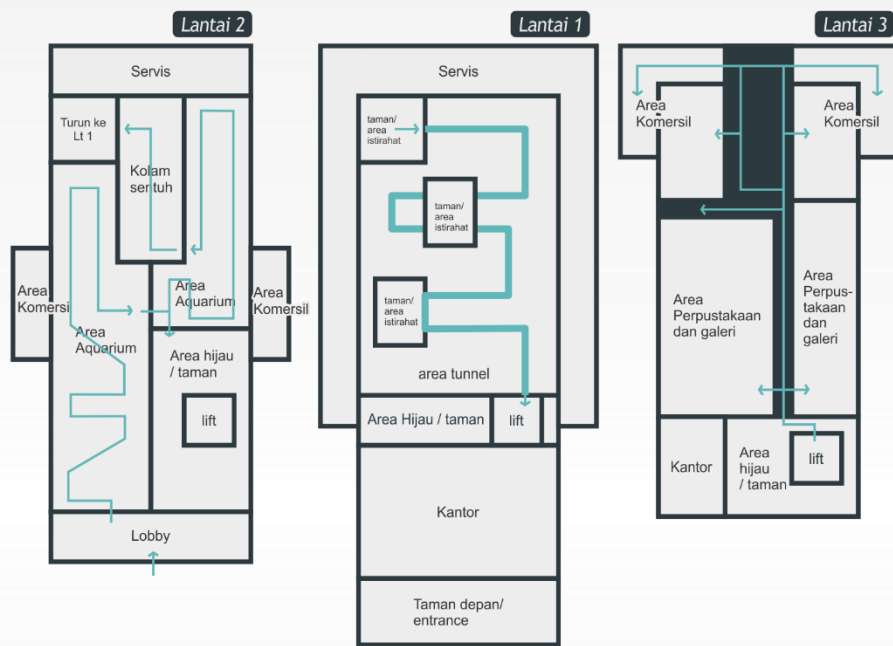 Lantai 2
Servis
Turun ke
Lt 1
Kolam
sentuh
Area
Komersil
Area
Aquarium
Area
Aquarium
Area
Komersil
Area hijau
/ taman
lift
Lobby
Lantai 1
Servis
taman/
area
istirahat
taman/
area
istirahat
taman/
area
istirahat
area tunnel
Area Hijau / taman
lift
Kantor
Taman depan/
entrance
Lantai 3
Area
Komersil
Area
Komersil
Area
Perpustakaan
dan galeri
Area
Perpus-
takaan
dan
galeri
Kantor
Area
hijau
/ taman
lift